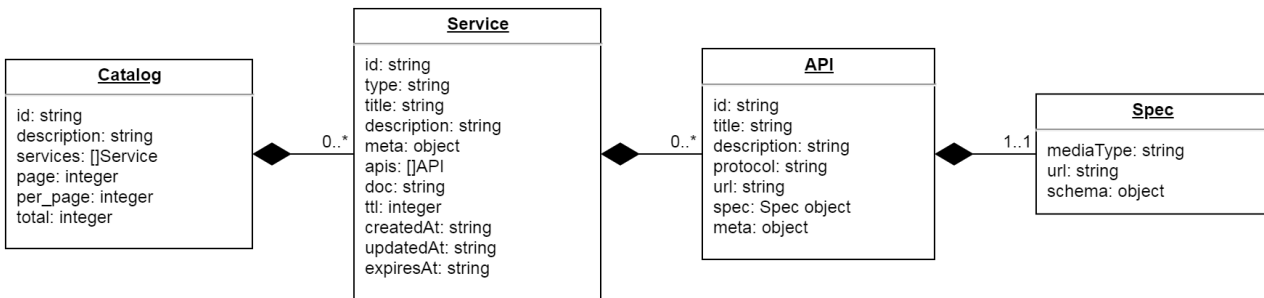 Catalog
id: string
description: string
services: []Service
page: integer
per_page: integer
total: integer
0..*
Service
id: string
type: string
title: string
description: string
meta: object
apis: []API
doc: string
ttl: integer
createdAt: string
updatedAt: string
expiresAt: string
0..*
API
id: string
title: string
description: string
protocol: string
url: string
spec: Spec object
meta: object
1..1
Spec
mediaType: string
url: string
schema: object